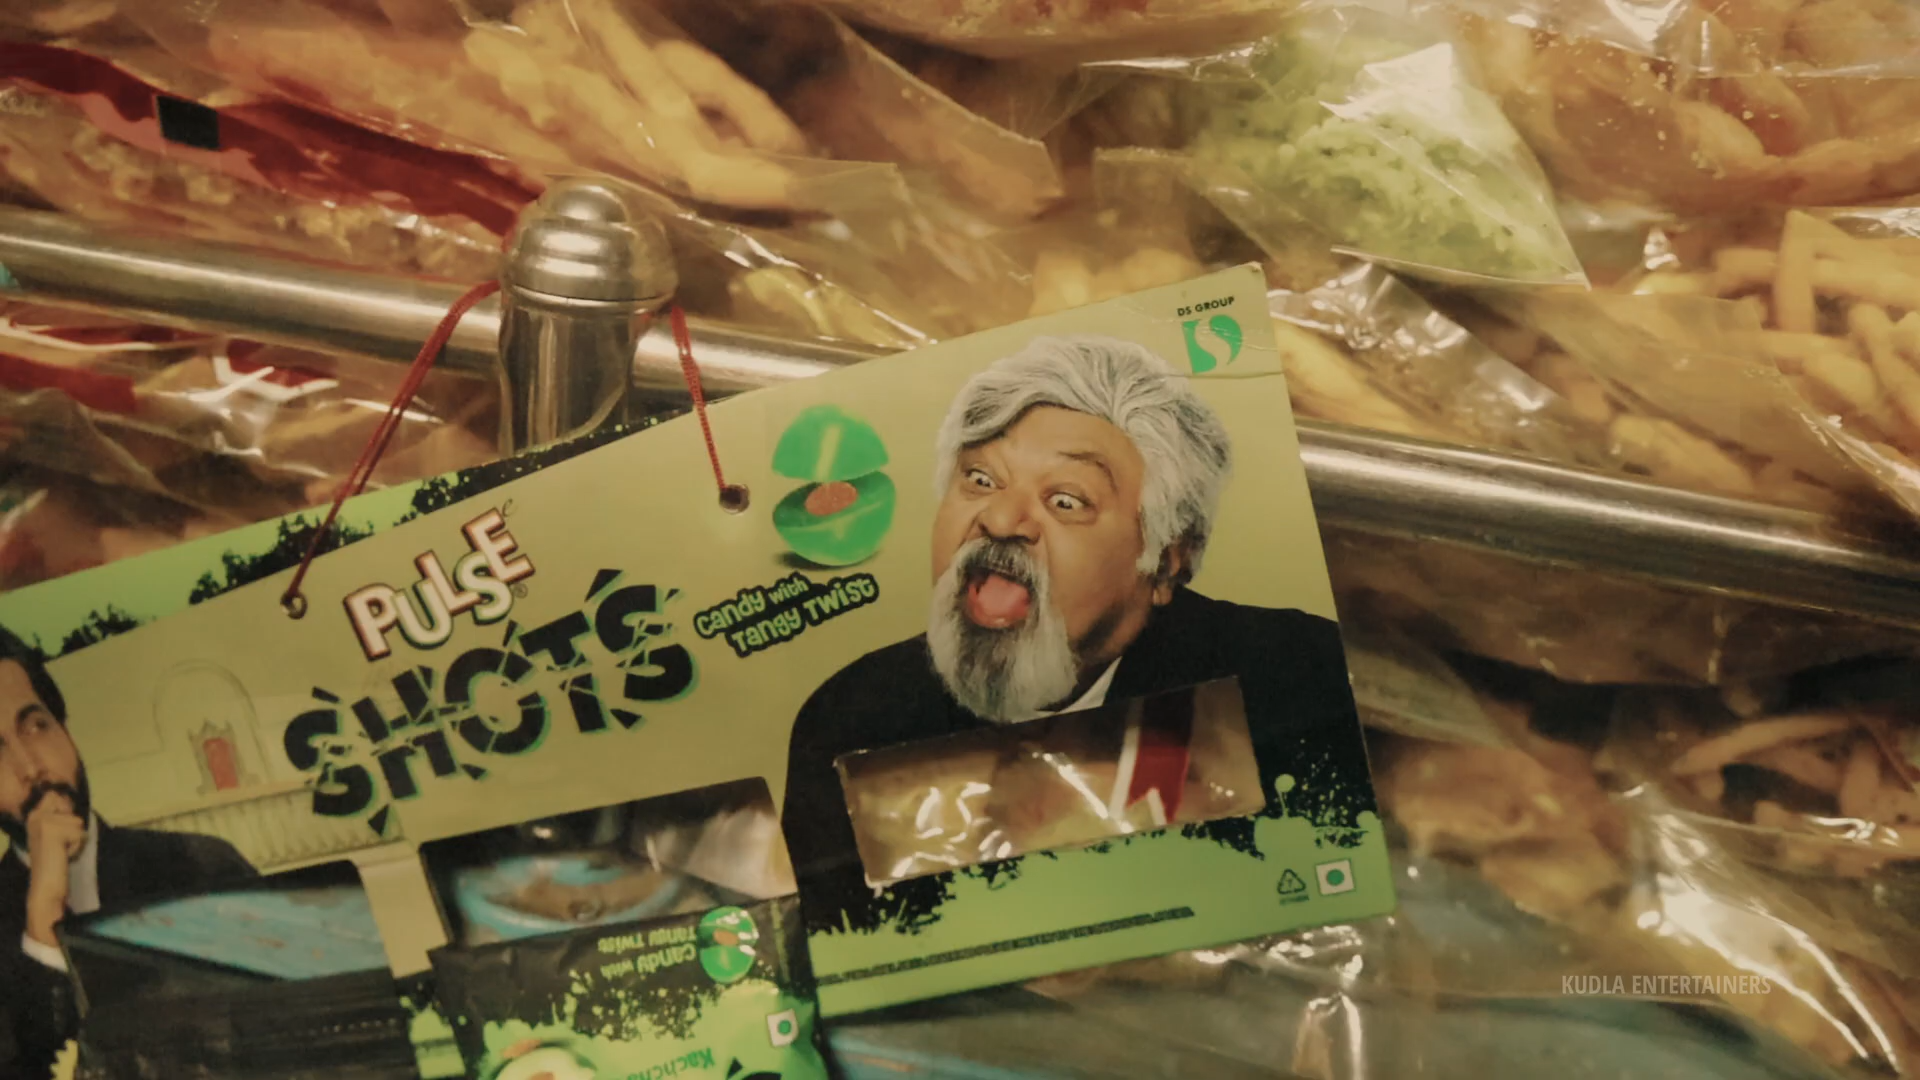 DS GROUP
PULSE
SHOTS
Candy with
Tangy Twist
Candy with
Tangy Twist
KUDLA ENTERTAINERS